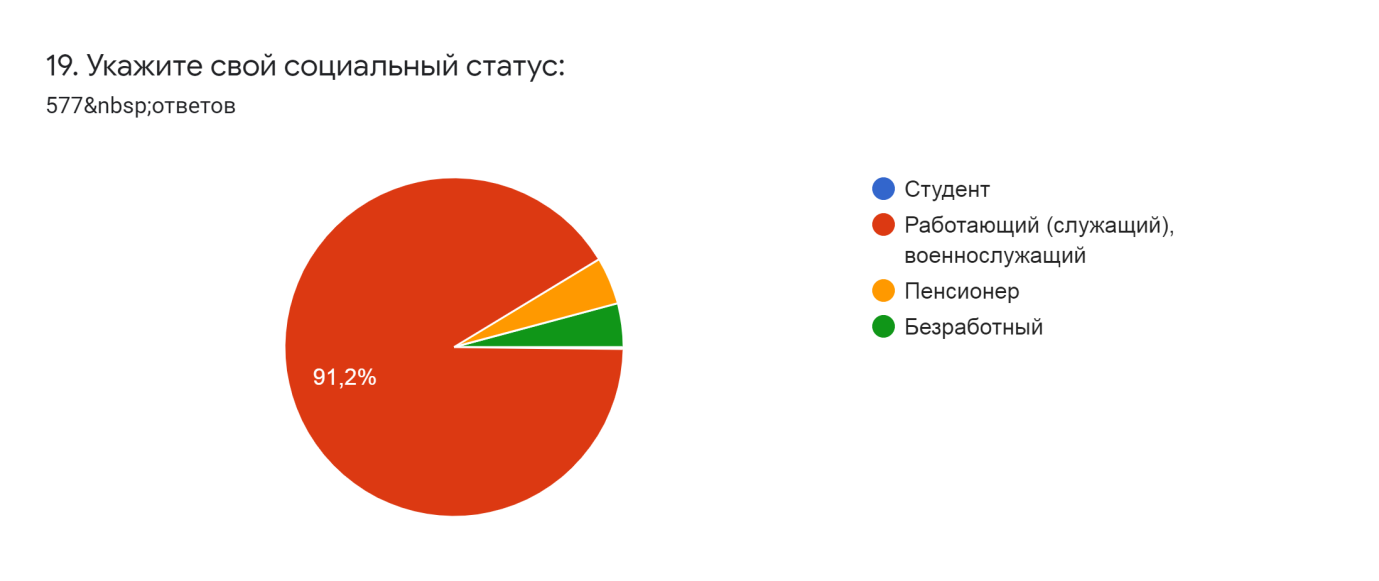 19. Укажите свой социальный статус:
577&nbsp;ответов
Студент
Работающий (служащий),
военнослужащий
Пенсионер
Безработный
91,2%